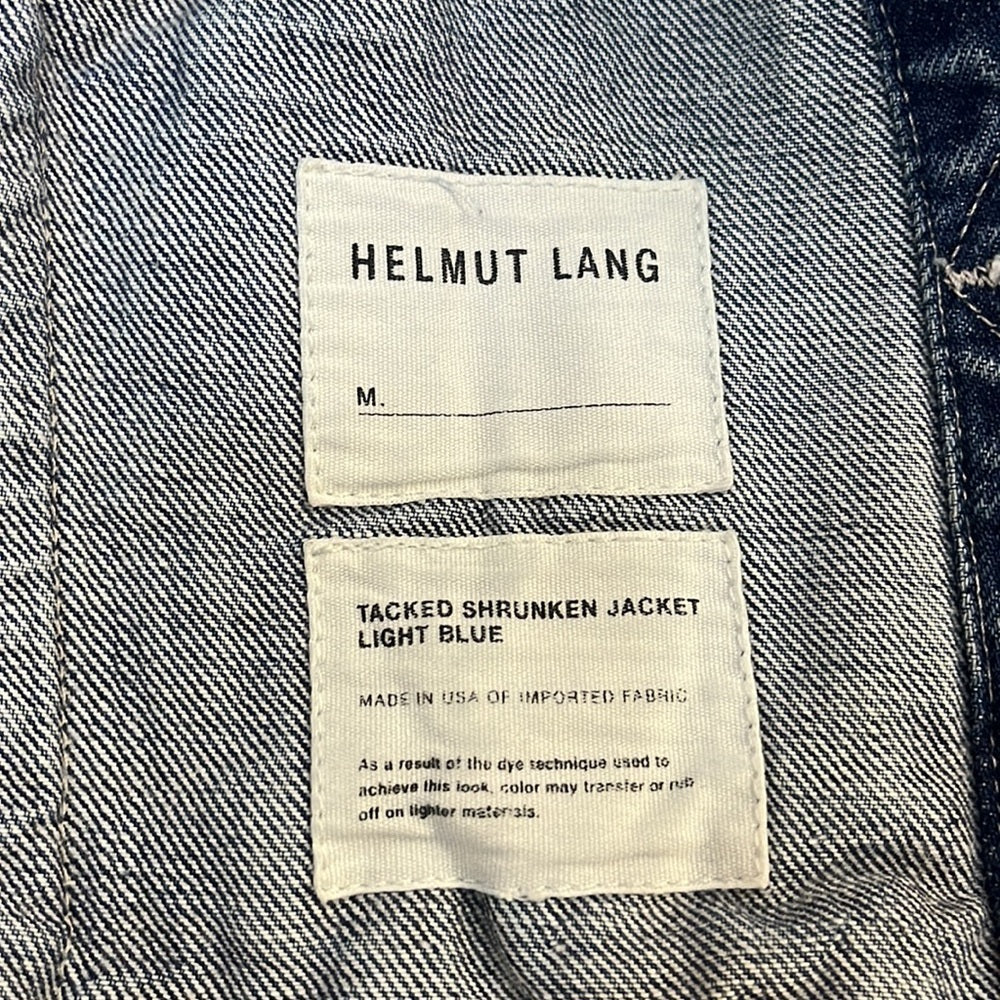 HELMUT LANG
M.
TACKED SHRUNKEN JACKET
LIGHT BLUE
MADE IN USA OF IMPORTED FABRIC
As a result of the dye technique used to
achieve this look, color may transfer or rub
off on lighter materials.